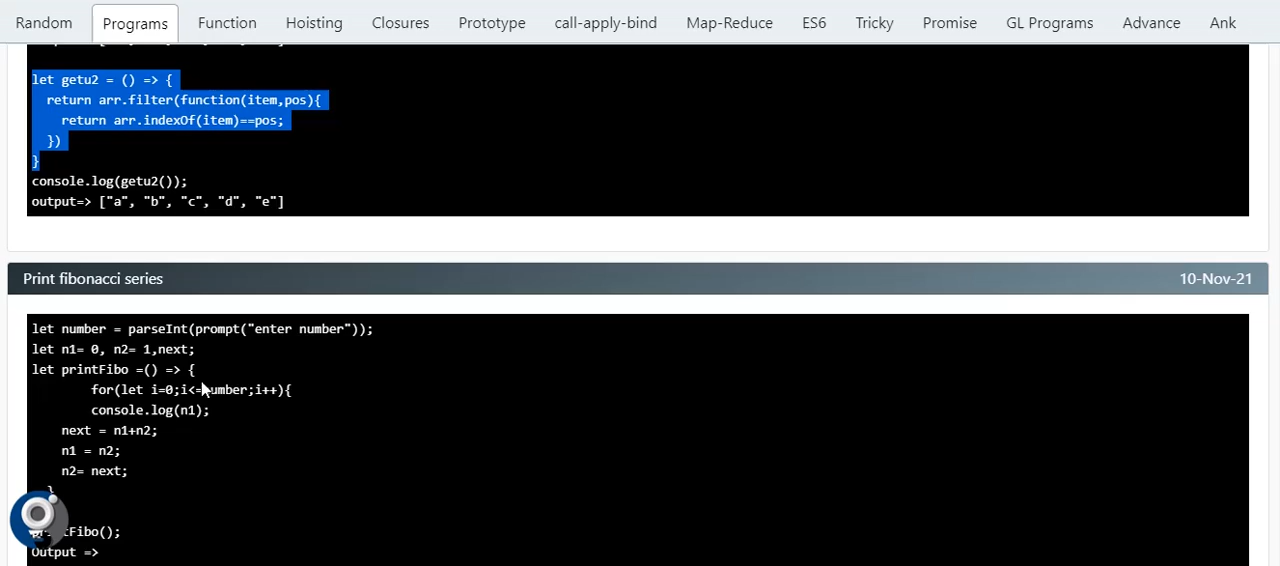 Random Programs Function Hoisting Closures Prototype call-apply-bind Map-Reduce ES6 Tricky Promise GL Programs Advance Ank
let getu2 = () => {
return arr.filter(function(item,pos){
return arr.indexOf(item)==pos;
})
}
console.log(getu2());
output=> ["a", "b", "c", "d", "e"]
Print fibonacci series 10-Nov-21
let number = parseInt(prompt("enter number"));
let n1= 0, n2= 1,next;
let printFibo =() => {
for(let i=0;i<=number;i++){
console.log(n1);
next = n1+n2;
n1 = n2;
n2= next;
}
printFibo();
Output =>